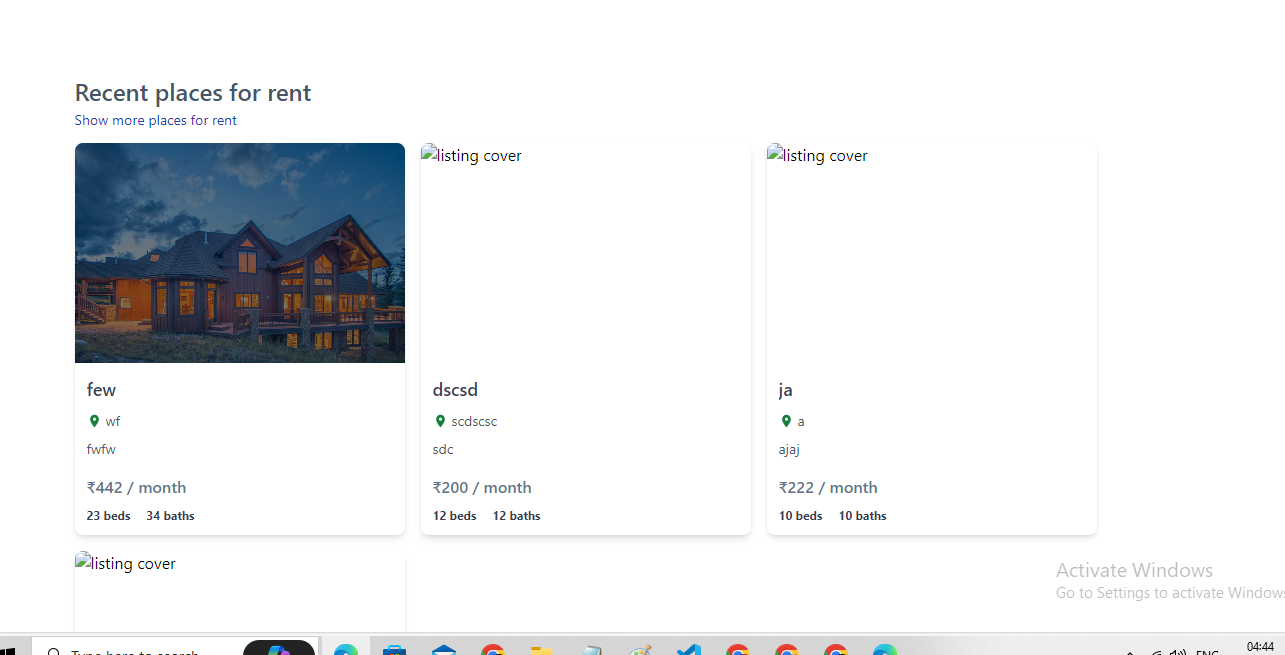 Recent places for rent
Show more places for rent
listing cover
listing cover
few
wf
fwfw
₹442 / month
23 beds 34 baths
dscsd
scdscsc
sdc
₹200 / month
12 beds 12 baths
ja
a
ajaj
₹222 / month
10 beds 10 baths
listing cover
Activate Windows
Go to Settings to activate Windows
Type here to search
ENG
04:44